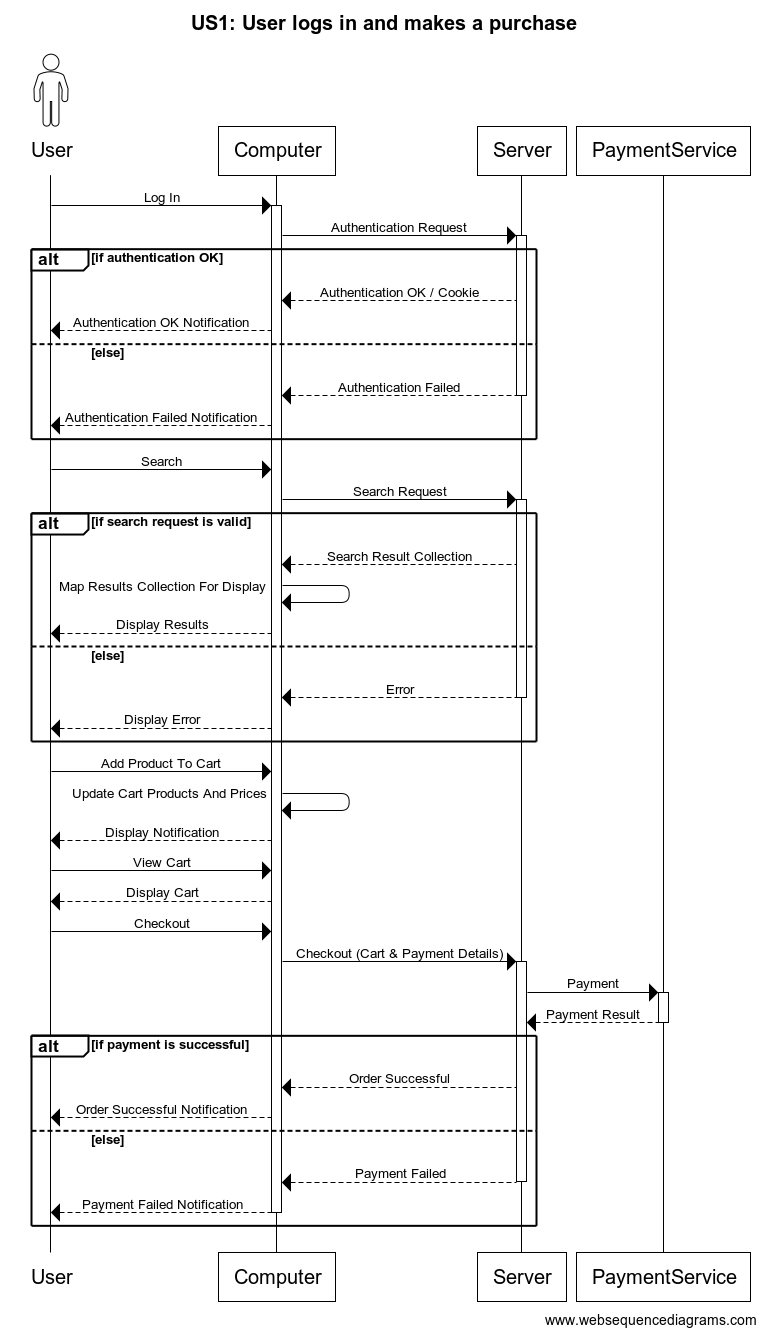 US1: User logs in and makes a purchase
User
Computer
Server
PaymentService
Log In
Authentication Request
alt
[if authentication OK]
Authentication OK / Cookie
Authentication OK Notification
[else]
Authentication Failed
Authentication Failed Notification
Search
Search Request
alt
[if search request is valid]
Search Result Collection
Map Results Collection For Display
Display Results
[else]
Error
Display Error
Add Product To Cart
Update Cart Products And Prices
Display Notification
View Cart
Display Cart
Checkout
Checkout (Cart & Payment Details)
Payment
Payment Result
alt
[if payment is successful]
Order Successful
Order Successful Notification
[else]
Payment Failed
Payment Failed Notification
User
Computer
Server
PaymentService
www.websequencediagrams.com